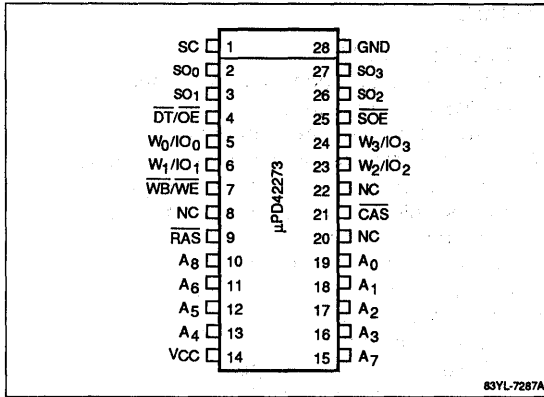 SC 1 28 GND
SO0 2 27 SO3
SO1 3 26 SO2
DT/OE 4 25 SOE
W0/IO0 5 24 W3/IO3
W1/IO1 6 23 W2/IO2
WB/WE 7 22 NC
NC 8 21 CAS
RAS 9 20 NC
A8 10 19 A0
A6 11 18 A1
A5 12 17 A2
A4 13 16 A3
VCC 14 15 A7
µPD42273
83YL-7287A